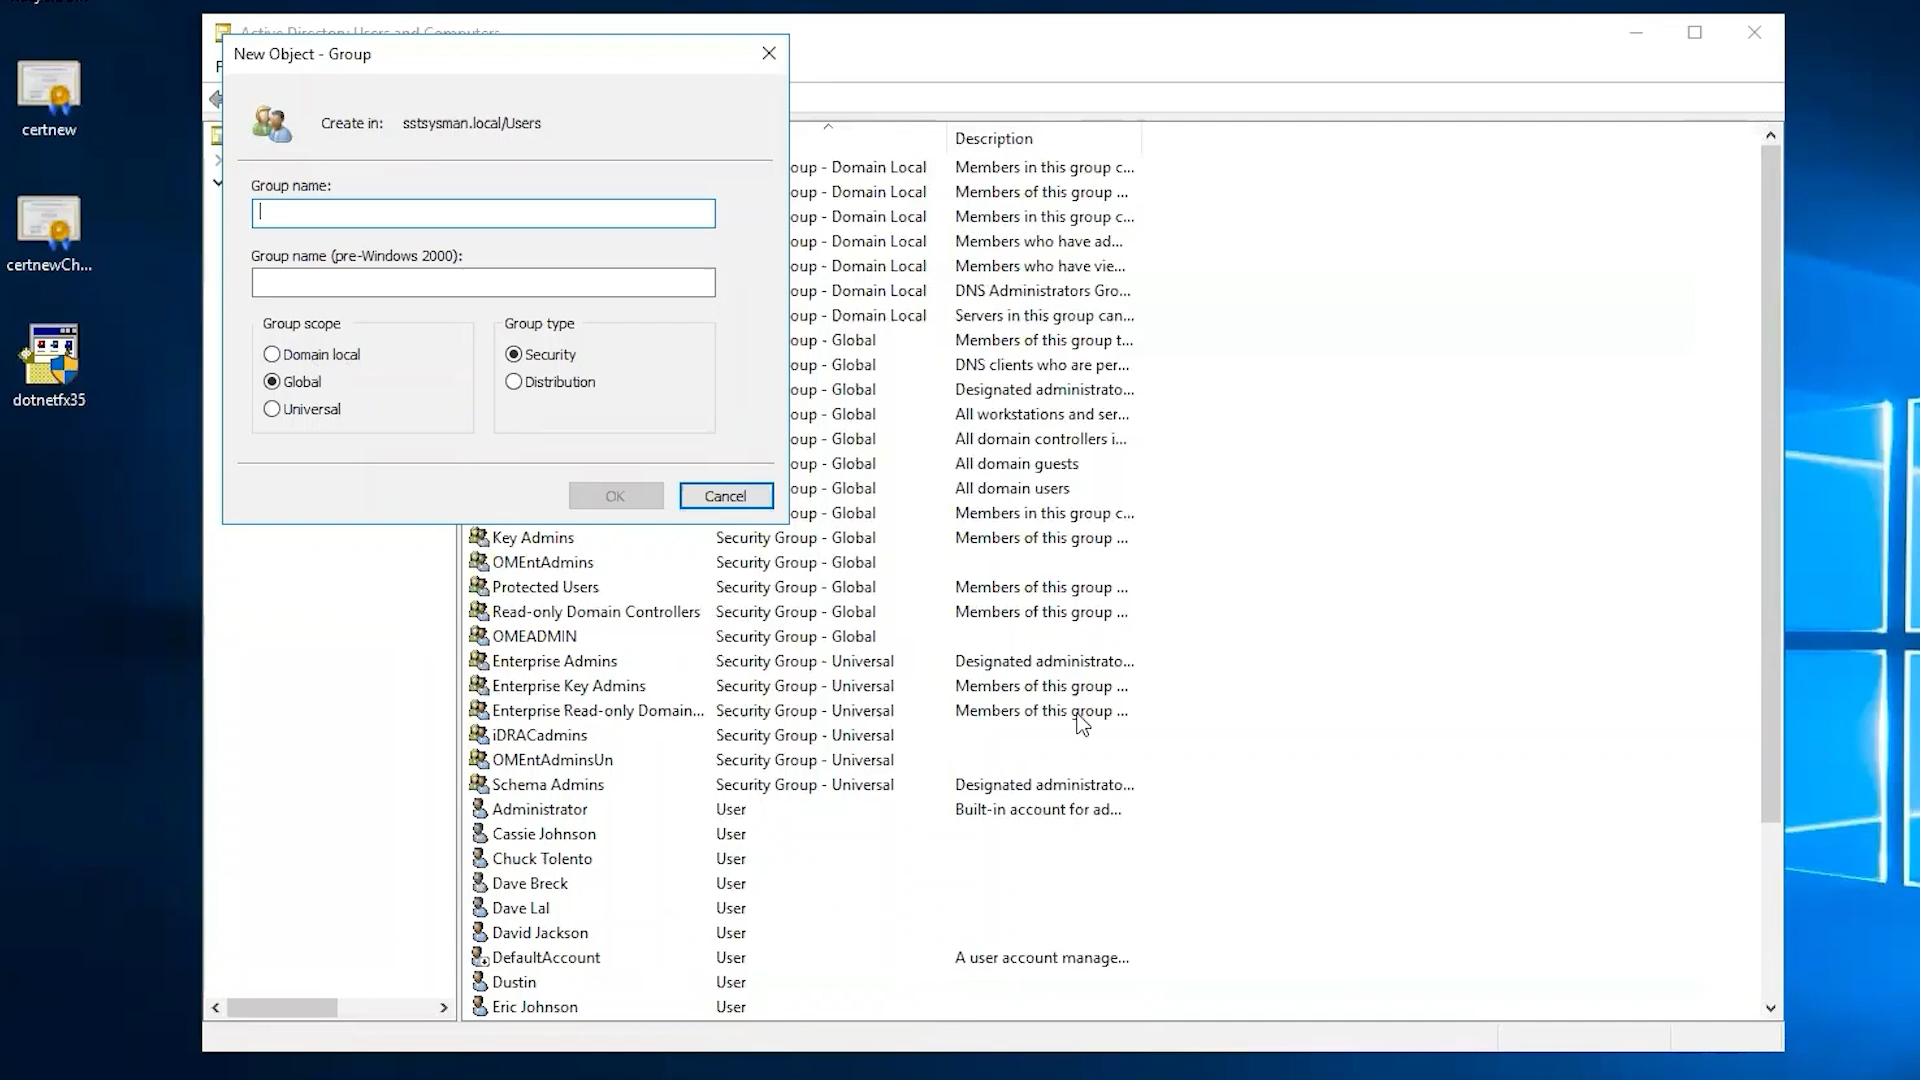 Active Directory Users and Computers
New Object - Group
Create in: sstsysman.local/Users
Group name:
Group name (pre-Windows 2000):
Group scope
Domain local
Global
Universal
Group type
Security
Distribution
OK
Cancel
certnew
certnewCh...
dotnetfx35
Description
oup - Domain Local Members in this group c...
oup - Domain Local Members of this group ...
oup - Domain Local Members in this group c...
oup - Domain Local Members who have ad...
oup - Domain Local Members who have vie...
oup - Domain Local DNS Administrators Gro...
oup - Domain Local Servers in this group can...
oup - Global Members of this group t...
oup - Global DNS clients who are per...
oup - Global Designated administrato...
oup - Global All workstations and ser...
oup - Global All domain controllers i...
oup - Global All domain guests
oup - Global All domain users
oup - Global Members in this group c...
Key Admins Security Group - Global Members of this group ...
OMEntAdmins Security Group - Global
Protected Users Security Group - Global Members of this group ...
Read-only Domain Controllers Security Group - Global Members of this group ...
OMEADMIN Security Group - Global
Enterprise Admins Security Group - Universal Designated administrato...
Enterprise Key Admins Security Group - Universal Members of this group ...
Enterprise Read-only Domain... Security Group - Universal Members of this group ...
iDRACadmins Security Group - Universal
OMEntAdminsUn Security Group - Universal
Schema Admins Security Group - Universal Designated administrato...
Administrator User Built-in account for ad...
Cassie Johnson User
Chuck Tolento User
Dave Breck User
Dave Lal User
David Jackson User
DefaultAccount User A user account manage...
Dustin User
Eric Johnson User